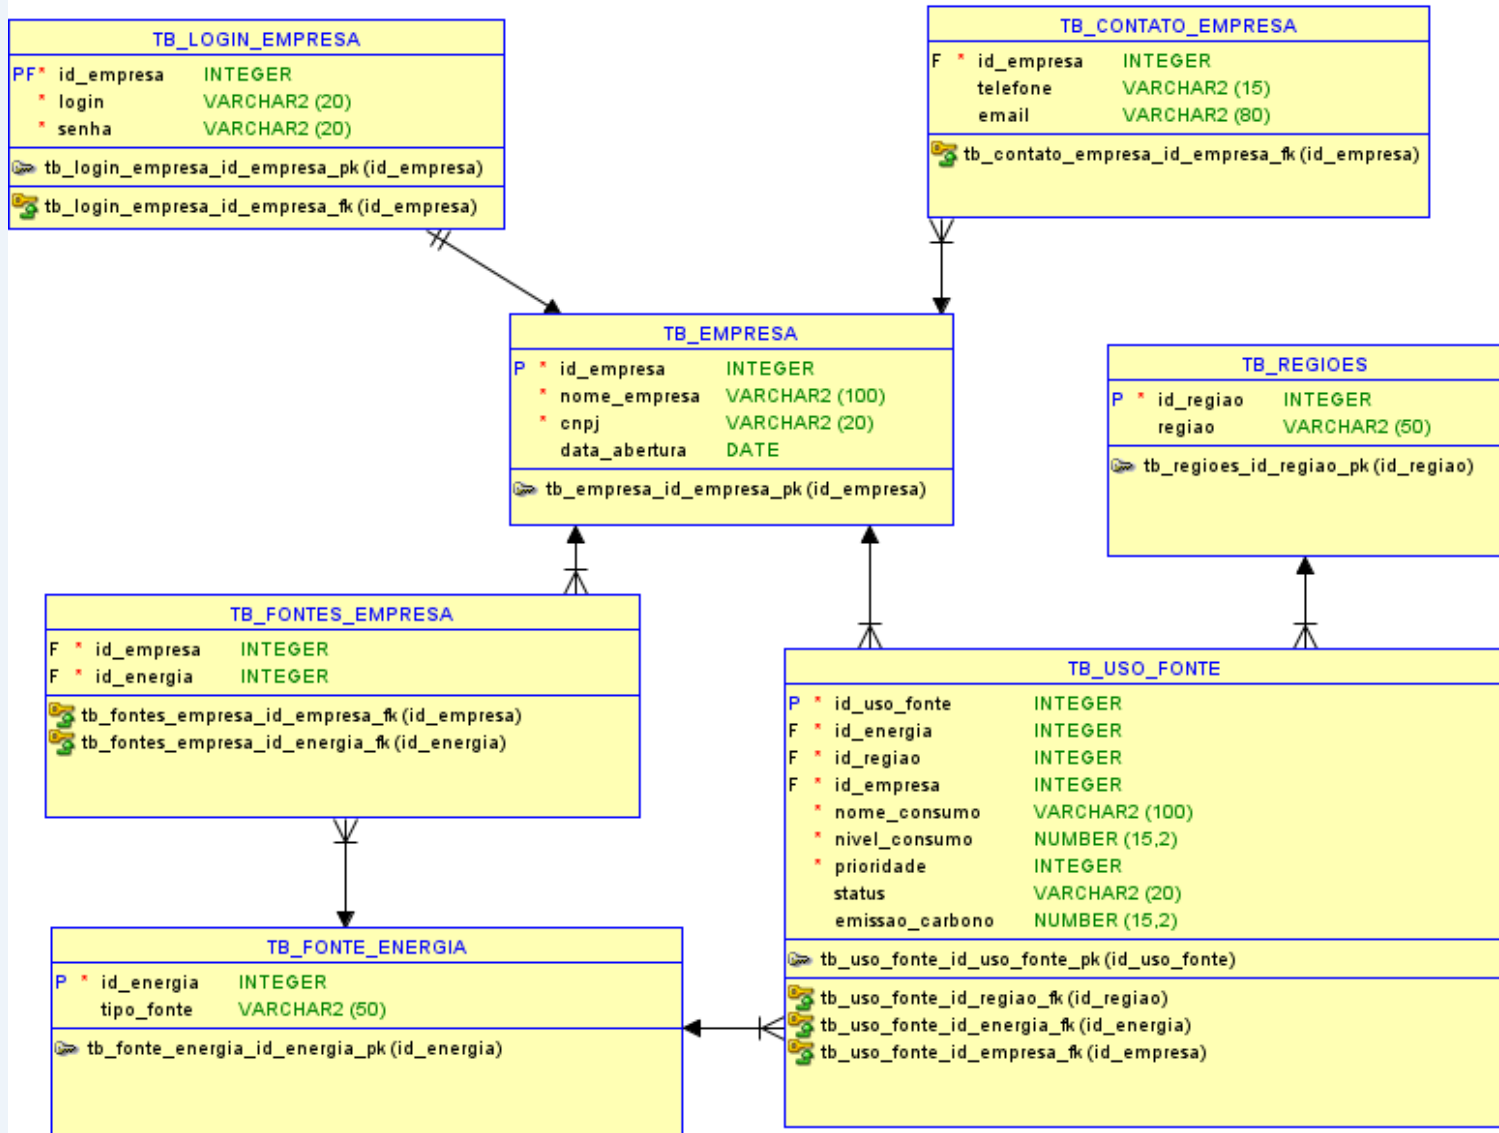 TB_LOGIN_EMPRESA
PF* id_empresa INTEGER
* login VARCHAR2 (20)
* senha VARCHAR2 (20)
tb_login_empresa_id_empresa_pk (id_empresa)
tb_login_empresa_id_empresa_fk (id_empresa)
TB_CONTATO_EMPRESA
F * id_empresa INTEGER
telefone VARCHAR2 (15)
email VARCHAR2 (80)
tb_contato_empresa_id_empresa_fk (id_empresa)
TB_EMPRESA
P * id_empresa INTEGER
* nome_empresa VARCHAR2 (100)
* cnpj VARCHAR2 (20)
data_abertura DATE
tb_empresa_id_empresa_pk (id_empresa)
TB_REGIOES
P * id_regiao INTEGER
regiao VARCHAR2 (50)
tb_regioes_id_regiao_pk (id_regiao)
TB_FONTES_EMPRESA
F * id_empresa INTEGER
F * id_energia INTEGER
tb_fontes_empresa_id_empresa_fk (id_empresa)
tb_fontes_empresa_id_energia_fk (id_energia)
TB_USO_FONTE
P * id_uso_fonte INTEGER
F * id_energia INTEGER
F * id_regiao INTEGER
F * id_empresa INTEGER
* nome_consumo VARCHAR2 (100)
* nivel_consumo NUMBER (15,2)
* prioridade INTEGER
status VARCHAR2 (20)
emissao_carbono NUMBER (15,2)
tb_uso_fonte_id_uso_fonte_pk (id_uso_fonte)
tb_uso_fonte_id_regiao_fk (id_regiao)
tb_uso_fonte_id_energia_fk (id_energia)
tb_uso_fonte_id_empresa_fk (id_empresa)
TB_FONTE_ENERGIA
P * id_energia INTEGER
tipo_fonte VARCHAR2 (50)
tb_fonte_energia_id_energia_pk (id_energia)